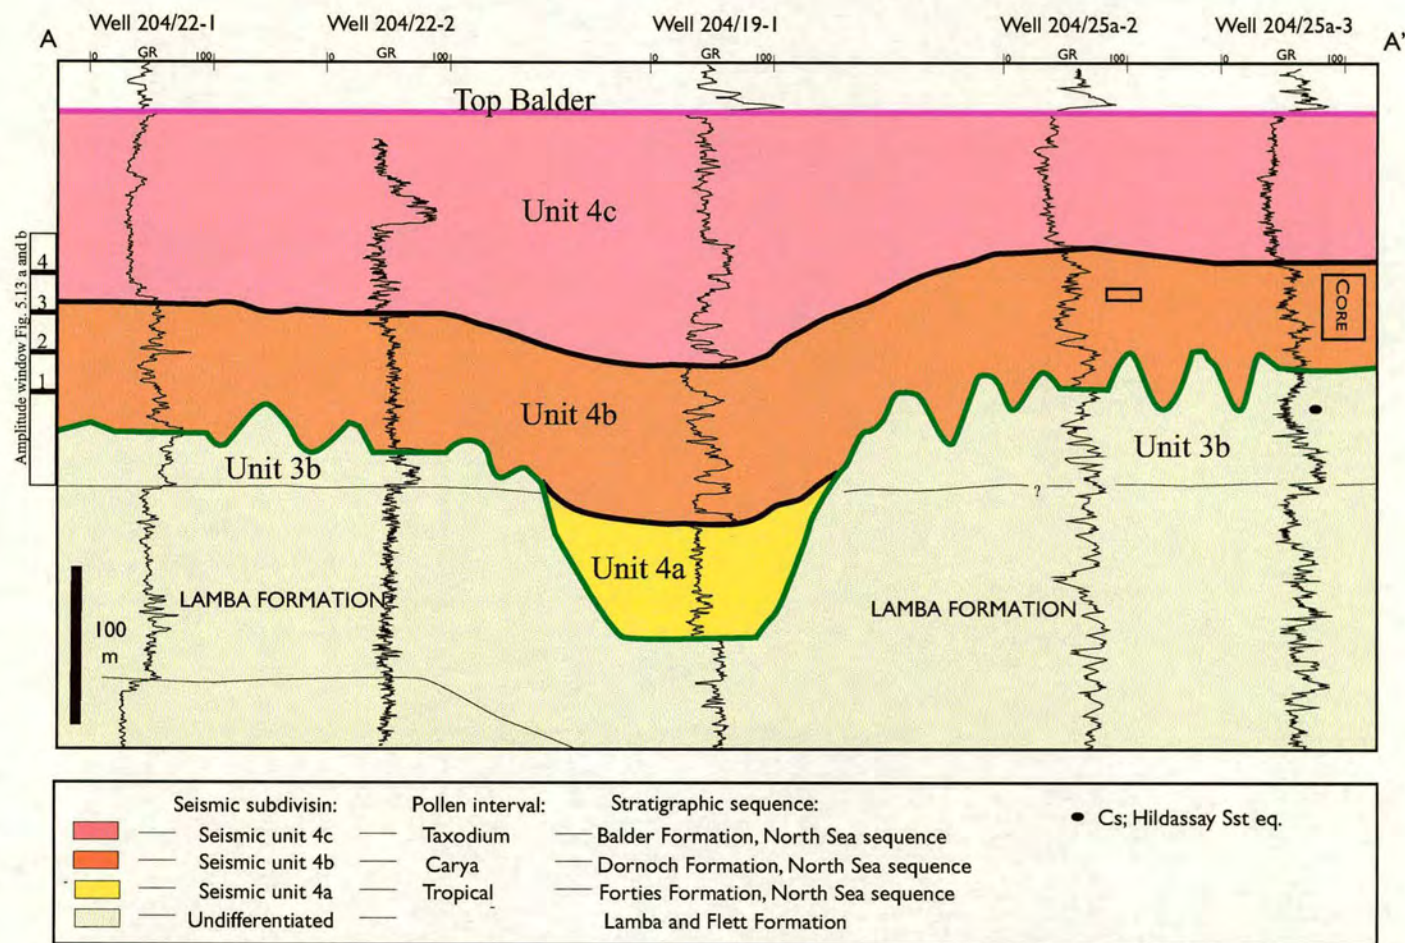 Well 204/22-1 Well 204/22-2 Well 204/19-1 Well 204/25a-2 Well 204/25a-3
A A'
GR GR GR GR GR
0 100 0 100 0 100 0 100 0 100
Top Balder
Unit 4c
Amplitude window Fig. 5.13 a and b
4
3
2
1
CORE
Unit 4b
Unit 3b
Unit 3b
?
Unit 4a
LAMBA FORMATION
LAMBA FORMATION
100
m
Seismic subdivisin: Pollen interval: Stratigraphic sequence:
Seismic unit 4c Taxodium Balder Formation, North Sea sequence
Seismic unit 4b Carya Dornoch Formation, North Sea sequence
Seismic unit 4a Tropical Forties Formation, North Sea sequence
Undifferentiated Lamba and Flett Formation
Cs; Hildassay Sst eq.